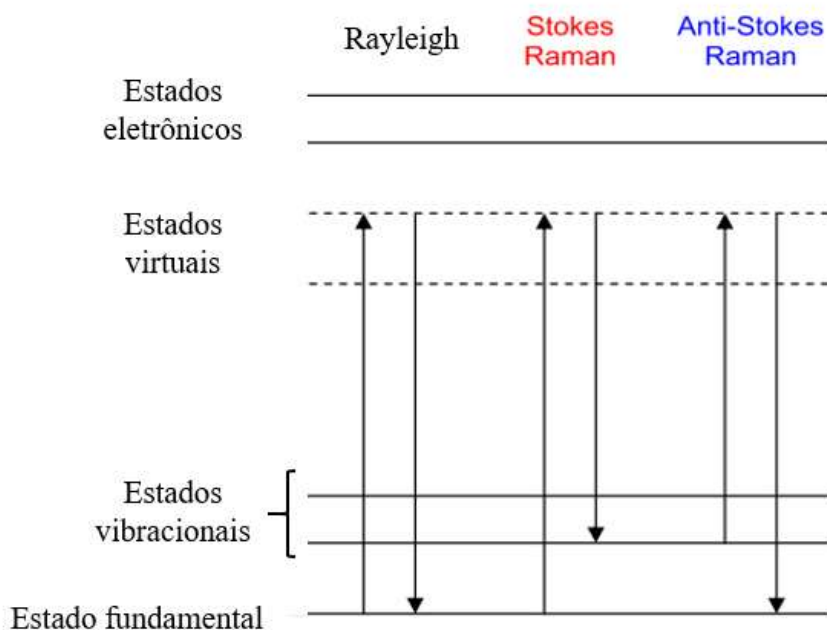 Rayleigh
Stokes
Raman
Anti-Stokes
Raman
Estados
eletrônicos
Estados
virtuais
Estados
vibracionais
Estado fundamental